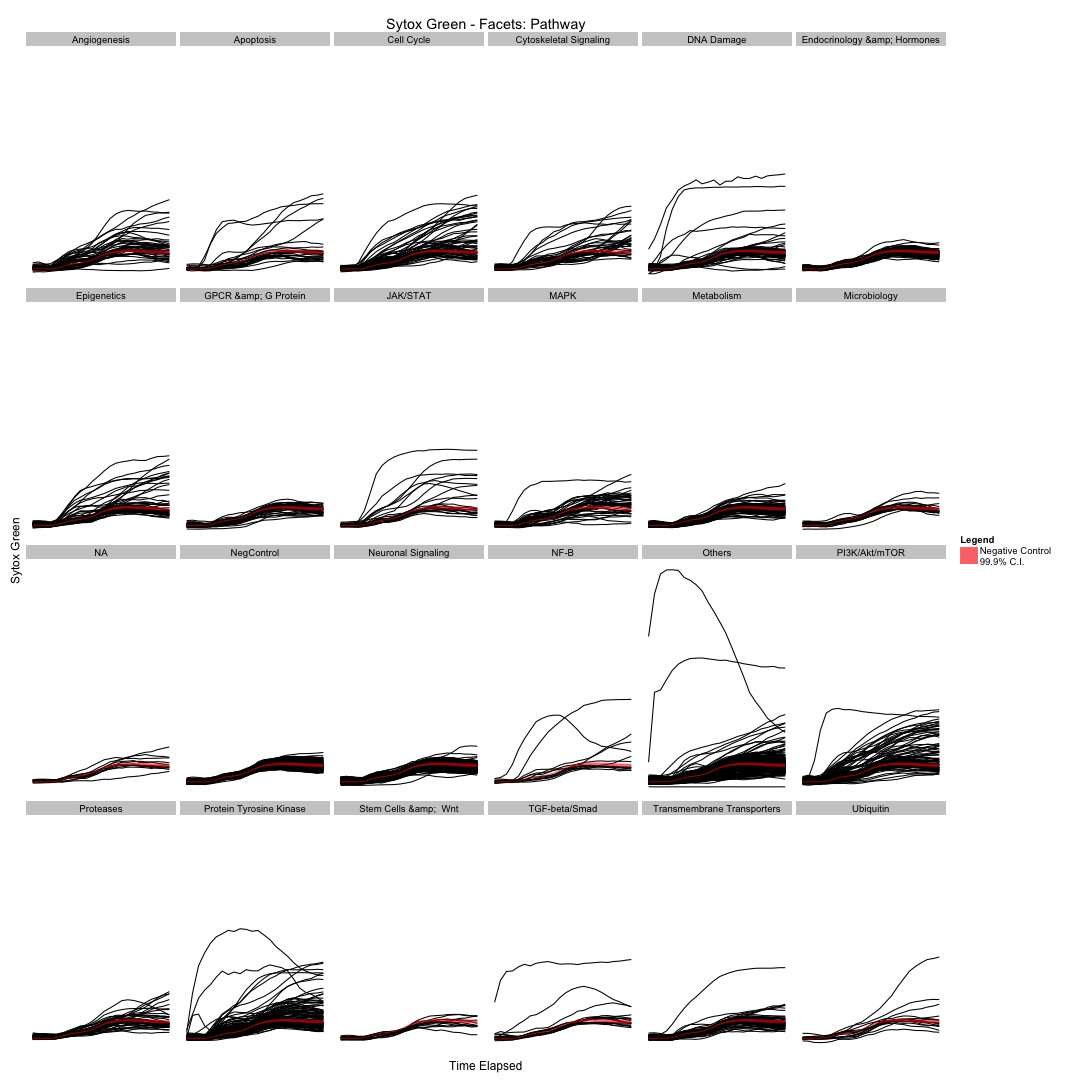 Sytox Green - Facets: Pathway
Angiogenesis
Apoptosis
Cell Cycle
Cytoskeletal Signaling
DNA Damage
Endocrinology &amp; Hormones
Epigenetics
GPCR &amp; G Protein
JAK/STAT
MAPK
Metabolism
Microbiology
NA
NegControl
Neuronal Signaling
NF-B
Others
PI3K/Akt/mTOR
Proteases
Protein Tyrosine Kinase
Stem Cells &amp;  Wnt
TGF-beta/Smad
Transmembrane Transporters
Ubiquitin
Sytox Green
Time Elapsed
Legend
Negative Control
99.9% C.I.